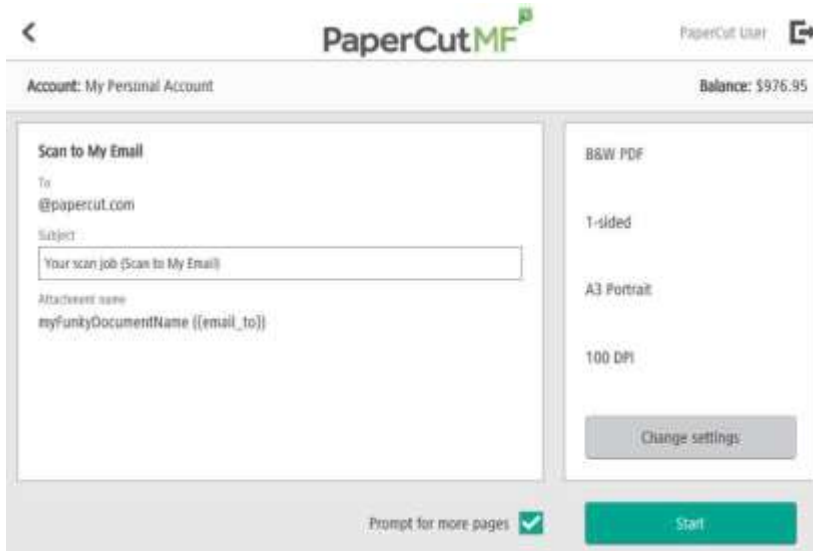 PaperCutMF
PaperCut User
Account: My Personal Account
Balance: $976.95
Scan to My Email
To
@papercut.com
Subject
Your scan job (Scan to My Email)
Attachment name
myFunkyDocumentName ({email_to})
B&W PDF
1-sided
A3 Portrait
100 DPI
Change settings
Prompt for more pages
Start